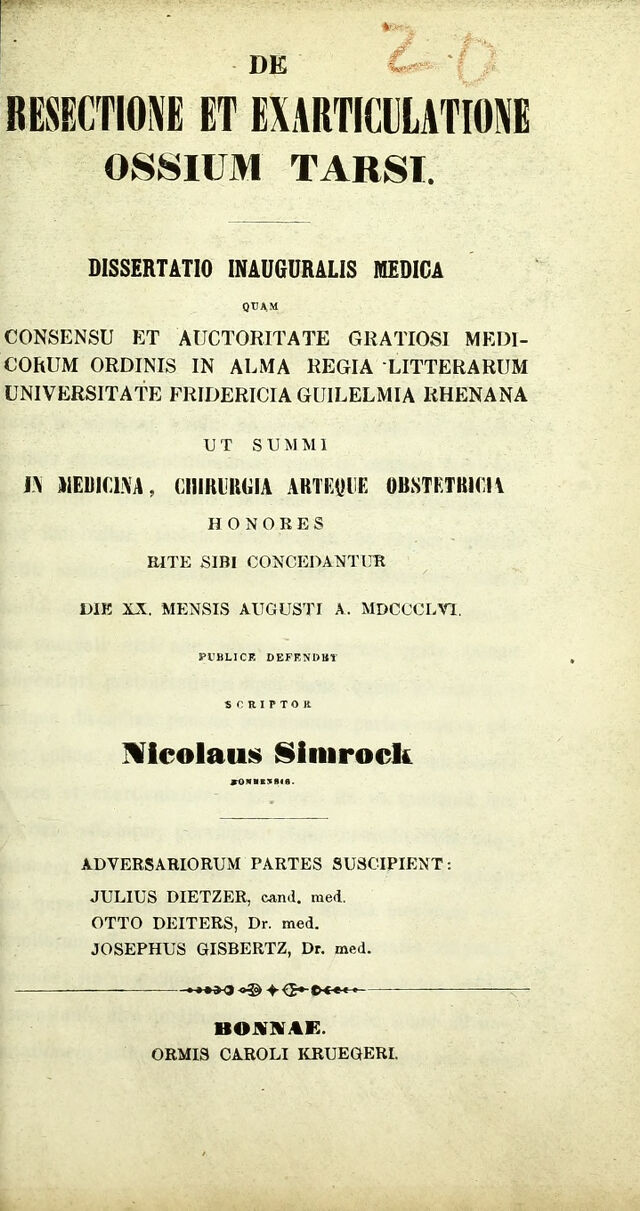 20
DE
RESECTIONE ET EXARTICULATIONE
OSSIUM TARSI.
DISSERTATIO INAUGURALIS MEDICA
QUAM
CONSENSU ET AUCTORITATE GRATIOSI MEDI-
CORUM ORDINIS IN ALMA REGIA LITTERARUM
UNIVERSITATE FRIDERICIA GUILELMIA RHENANA
UT SUMMI
IN MEDICINA, CHIRURGIA ARTEQUE OBSTETRICIA
HONORES
RITE SIBI CONCEDANTUR
DIE XX. MENSIS AUGUSTI A. MDCCCLVI.
PUBLICE DEFENDET
SCRIPTOR
Nicolaus Simrock
BONNENSIS.
ADVERSARIORUM PARTES SUSCIPIENT:
JULIUS DIETZER, cand. med.
OTTO DEITERS, Dr. med.
JOSEPHUS GISBERTZ, Dr. med.
BONNAE.
ORMIS CAROLI KRUEGERI.